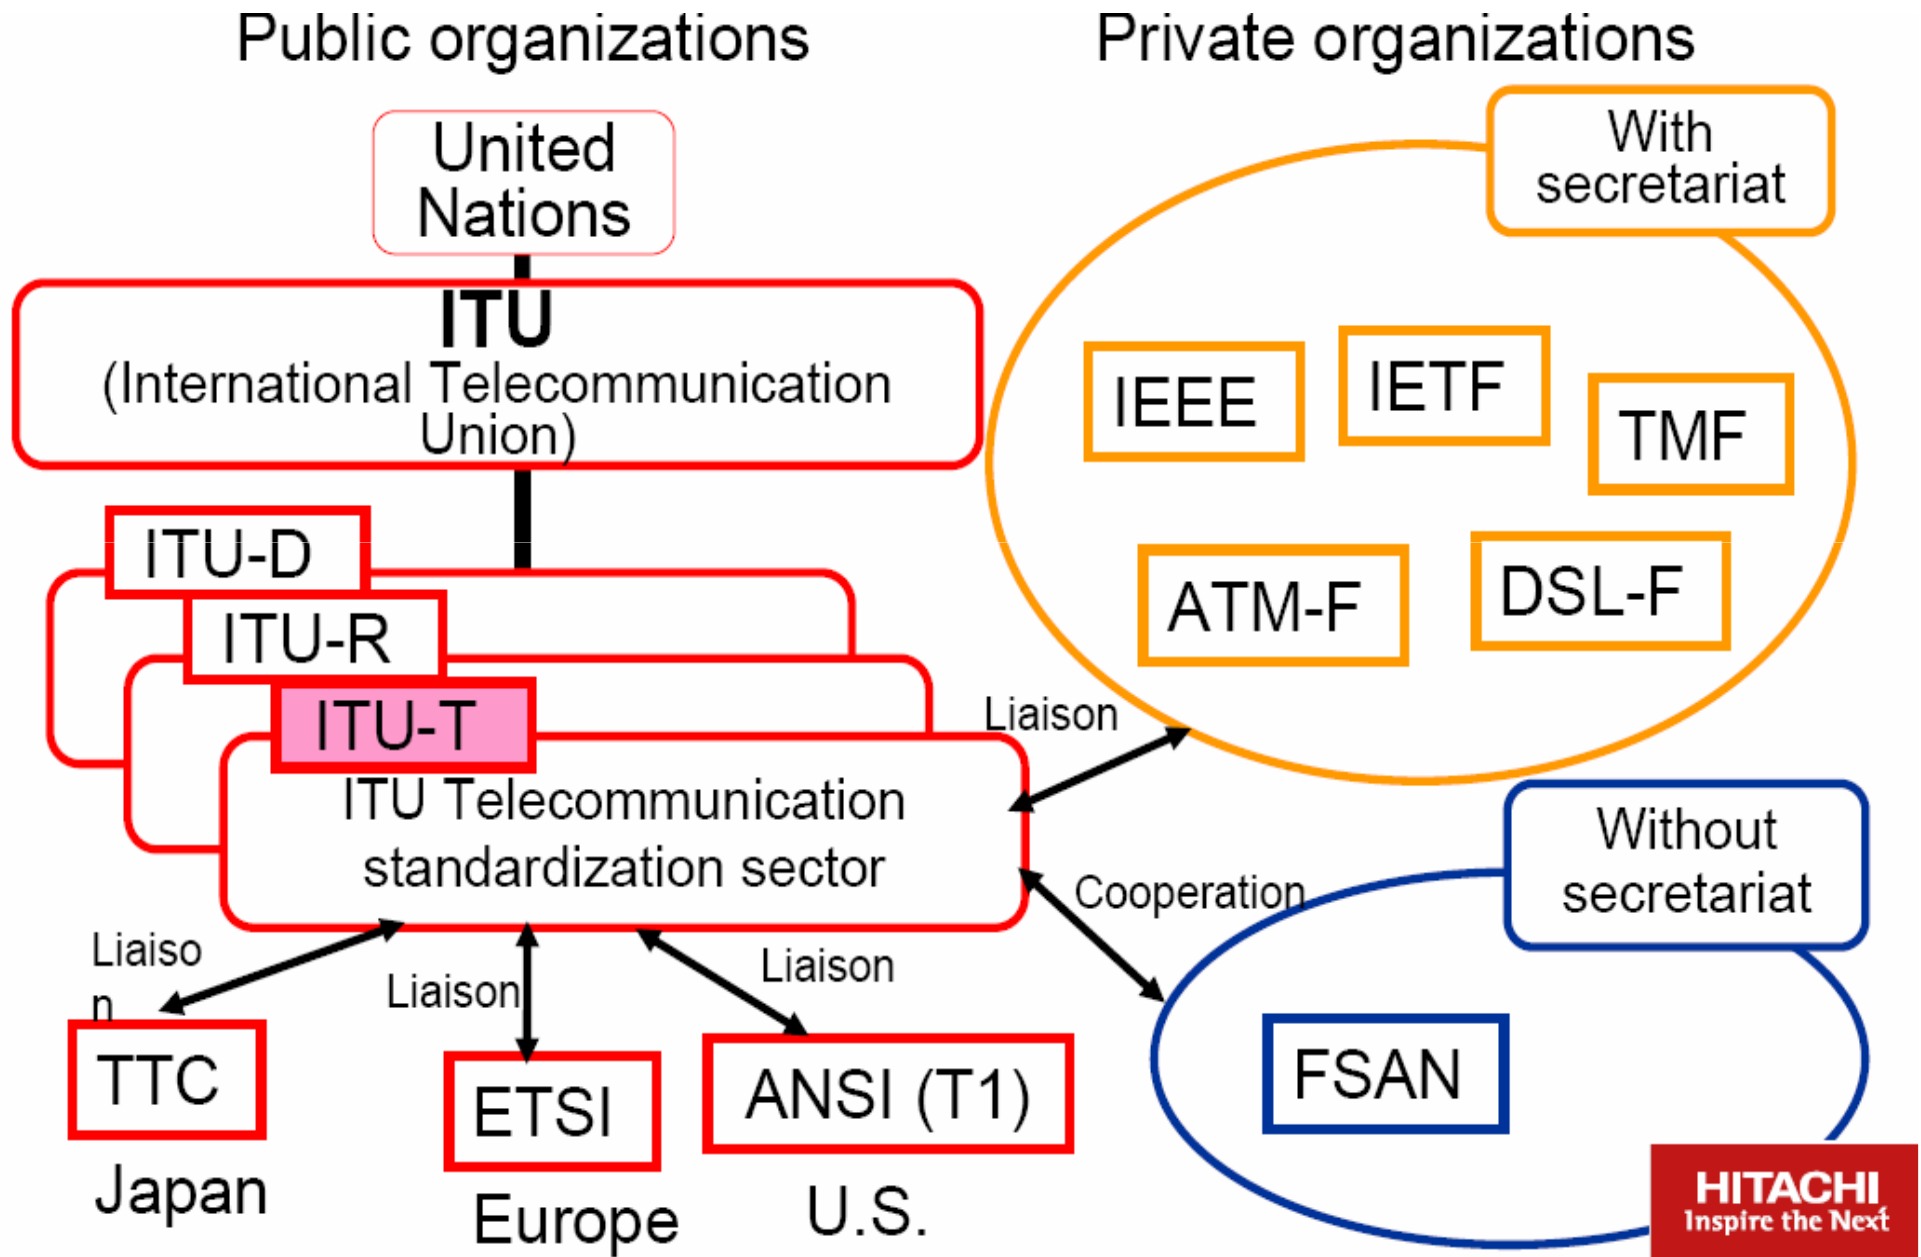 Public organizations
Private organizations
United
Nations
With
secretariat
ITU
(International Telecommunication
Union)
IEEE
IETF
TMF
ITU-D
ITU-R
ITU-T
ATM-F
DSL-F
Liaison
ITU Telecommunication
standardization sector
Without
secretariat
Cooperation
Liaiso
n
Liaison
Liaison
TTC
ETSI
ANSI (T1)
FSAN
Japan
Europe
U.S.
HITACHI
Inspire the Next